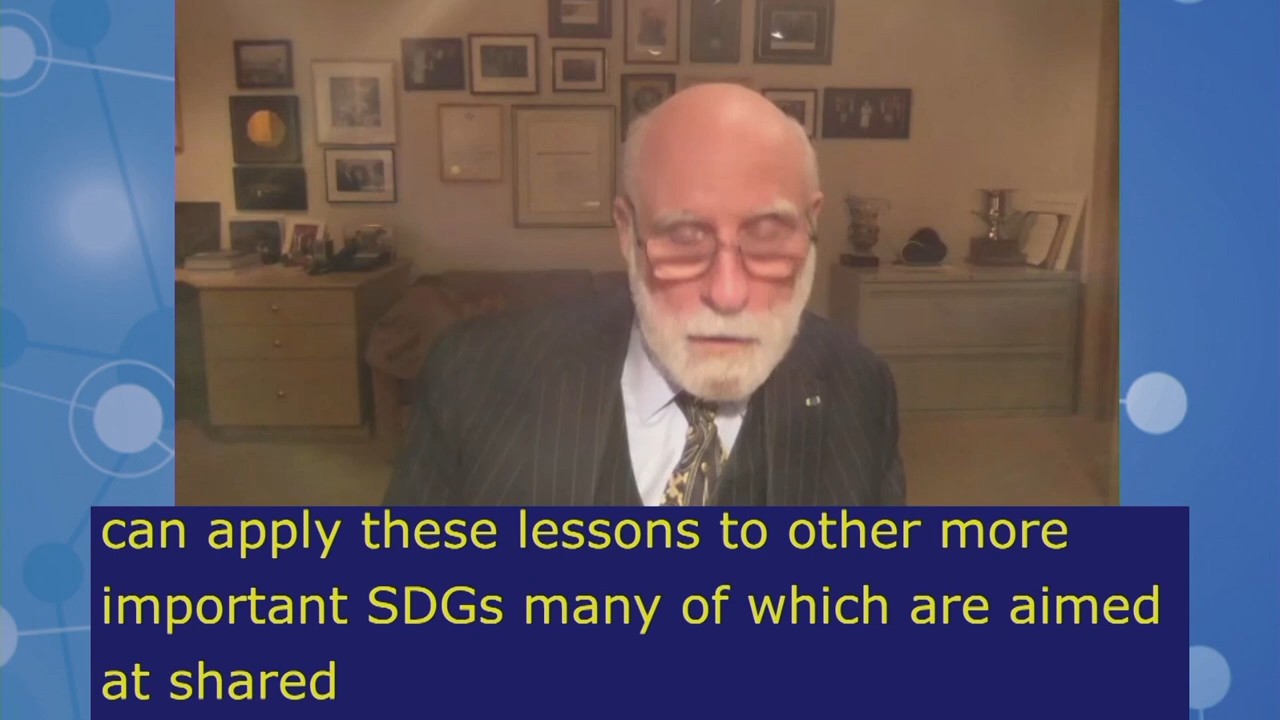 can apply these lessons to other more
important SDGs many of which are aimed
at shared